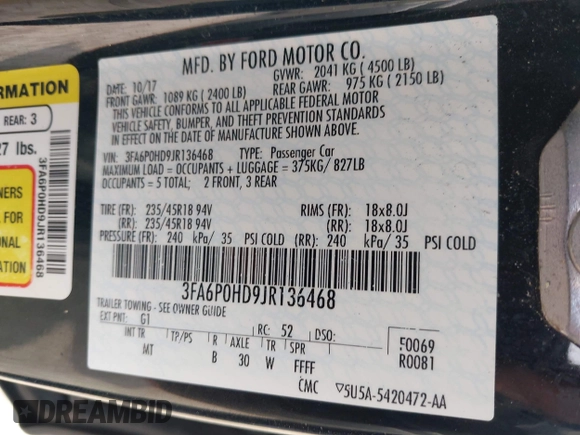 MFD. BY FORD MOTOR CO.
DATE: 10/17 GVWR: 2041 KG ( 4500 LB)
FRONT GAWR: 1089 KG ( 2400 LB) REAR GAWR: 975 KG ( 2150 LB)
THIS VEHICLE CONFORMS TO ALL APPLICABLE FEDERAL MOTOR
VEHICLE SAFETY, BUMPER, AND THEFT PREVENTION STANDARDS
IN EFFECT ON THE DATE OF MANUFACTURE SHOWN ABOVE.
VIN: 3FA6P0HD9JR136468 TYPE: Passenger Car
MAXIMUM LOAD = OCCUPANTS + LUGGAGE = 375KG/ 827LB
OCCUPANTS = 5 TOTAL; 2 FRONT, 3 REAR
TIRE (FR): 235/45R18 94V RIMS (FR): 18x8.0J
(RR): 235/45R18 94V (RR): 18x8.0J
PRESSURE (FR): 240 kPa/ 35 PSI COLD (RR): 240 kPa/ 35 PSI COLD
3FA6P0HD9JR136468
TRAILER TOWING - SEE OWNER GUIDE
EXT PNT: G1 RC: 52 DSO:
INT TR TP/PS R AXLE TR SPR F0069
MT B 30 W FFFF R0081
CMC ▽5U5A-5420472-AA
ORMATION
REAR: 3
27 lbs.
3FA6P0HD9JR136468
NERS
FOR
ONAL
ION
DREAMBID